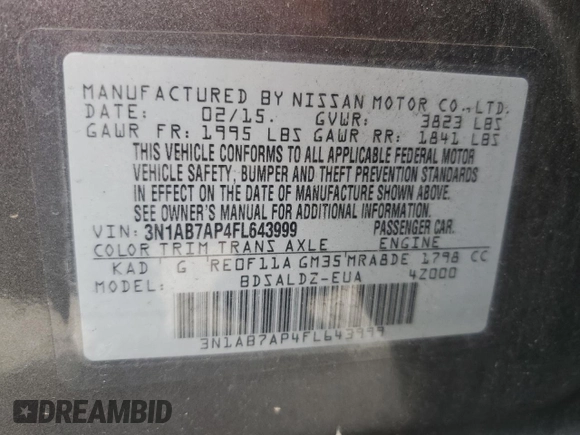 MANUFACTURED BY NISSAN MOTOR CO., LTD.
DATE: 02/15. GVWR: 3823 LBS
GAWR FR: 1995 LBS GAWR RR: 1841 LBS
THIS VEHICLE CONFORMS TO ALL APPLICABLE FEDERAL MOTOR
VEHICLE SAFETY, BUMPER AND THEFT PREVENTION STANDARDS
IN EFFECT ON THE DATE OF MANUFACTURE SHOWN ABOVE.
SEE OWNER'S MANUAL FOR ADDITIONAL INFORMATION.
VIN: 3N1AB7AP4FL643999 PASSENGER CAR.
COLOR TRIM TRANS AXLE ENGINE
KAD G RE0F11A GM35 MRA8DE 1798 CC
MODEL: BDSALDZ-EUA 4Z000
3N1AB7AP4FL643999
DREAMBID